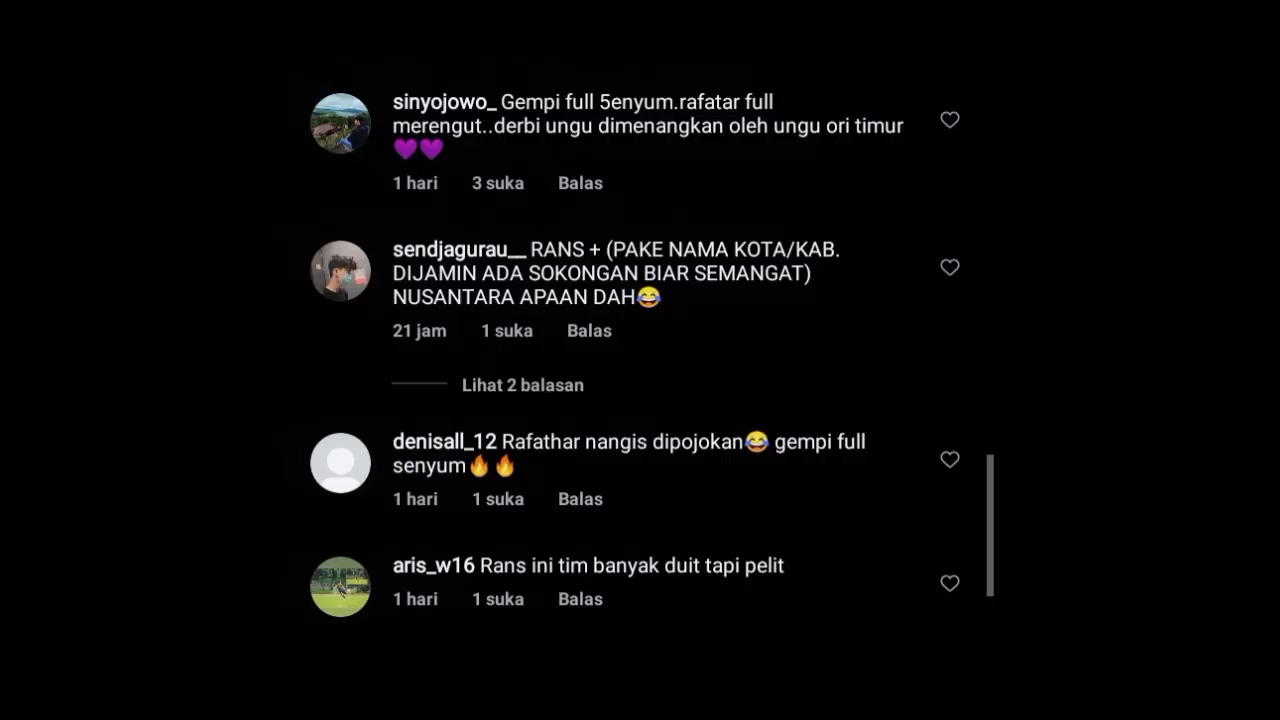 sinyojowo_ Gempi full 5enyum.rafatar full
merengut..derbi ungu dimenangkan oleh ungu ori timur
💜💜
1 hari 3 suka Balas
sendjagurau__ RANS + (PAKE NAMA KOTA/KAB.
DIJAMIN ADA SOKONGAN BIAR SEMANGAT)
NUSANTARA APAAN DAH😂
21 jam 1 suka Balas
Lihat 2 balasan
denisall_12 Rafathar nangis dipojokan😂 gempi full
senyum🔥🔥
1 hari 1 suka Balas
aris_w16 Rans ini tim banyak duit tapi pelit
1 hari 1 suka Balas